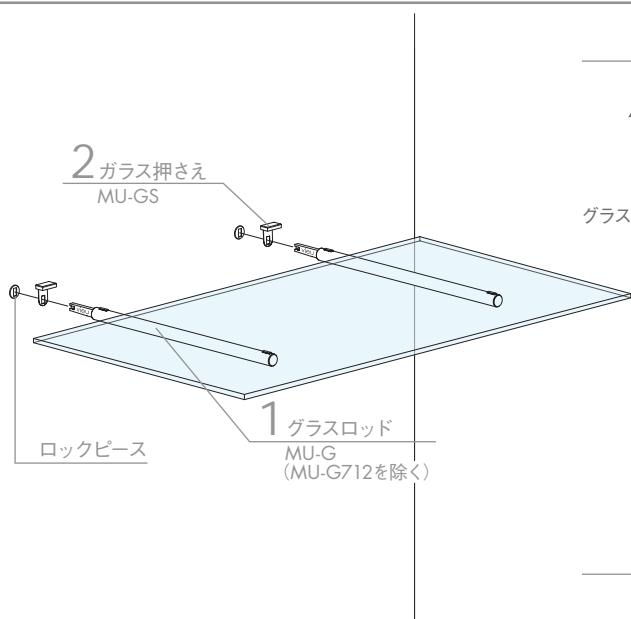 2 ガラス押さえ
MU-GS
グラス
ロックピース
1 グラスロッド
MU-G
（MU-G712を除く）